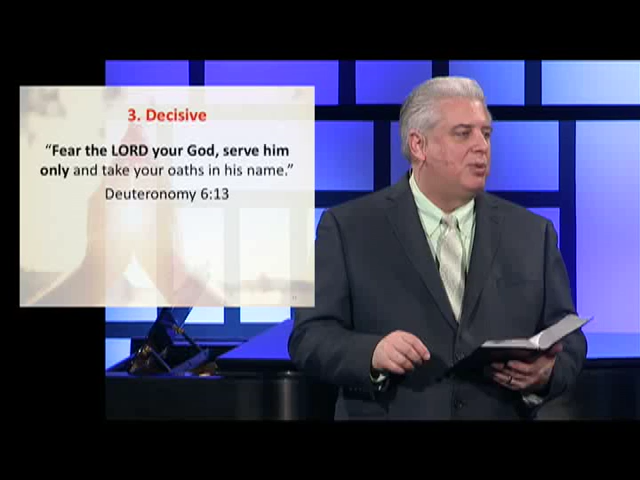 3. Decisive
“Fear the LORD your God, serve him
only and take your oaths in his name.”
Deuteronomy 6:13